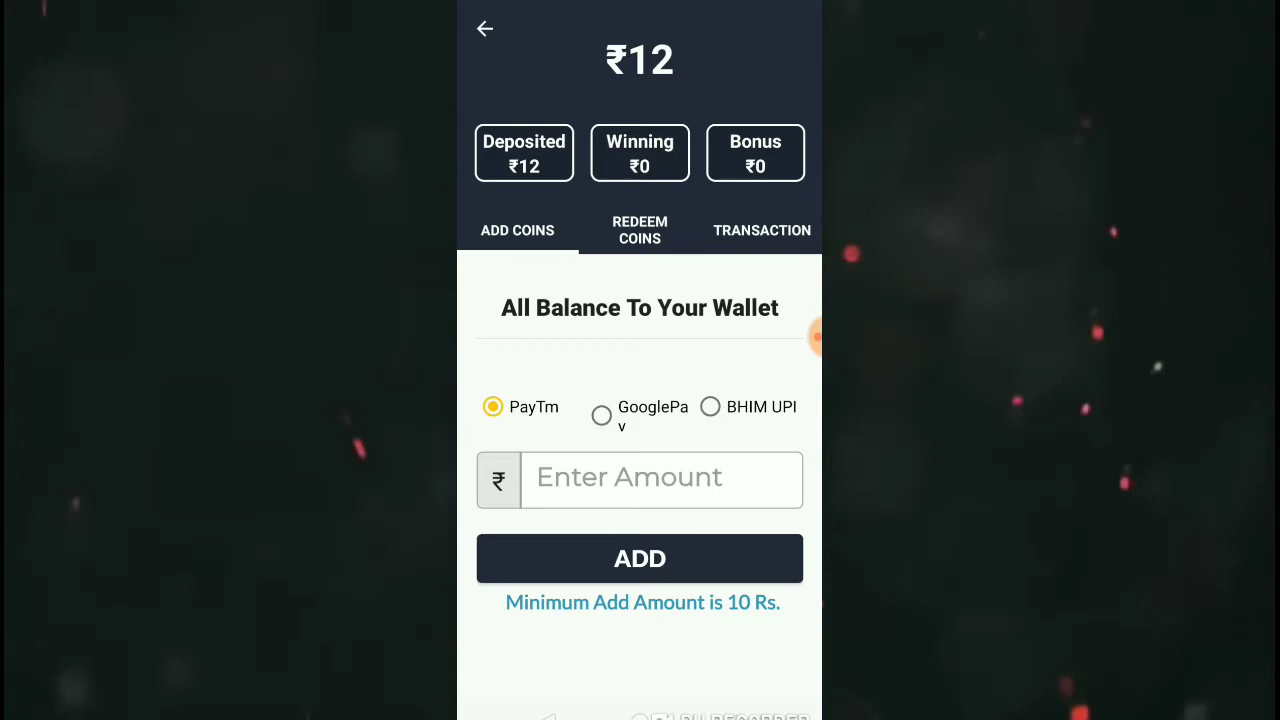 ₹12
Deposited
₹12
Winning
₹0
Bonus
₹0
ADD COINS
REDEEM
COINS
TRANSACTION
All Balance To Your Wallet
PayTm
GooglePa
y
BHIM UPI
₹
Enter Amount
ADD
Minimum Add Amount is 10 Rs.
RECORDER